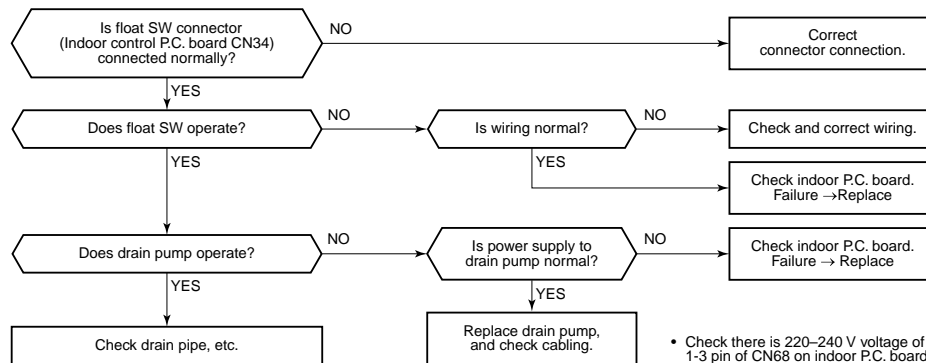 Is float SW connector
(Indoor control P.C. board CN34)
connected normally?
NO
Correct
connector connection.
YES
Does float SW operate?
NO
Is wiring normal?
NO
Check and correct wiring.
YES
YES
Check indoor P.C. board.
Failure →Replace
Does drain pump operate?
NO
Is power supply to
drain pump normal?
NO
Check indoor P.C. board.
Failure → Replace
YES
YES
Check drain pipe, etc.
Replace drain pump,
and check cabling.
• Check there is 220–240 V voltage of
1-3 pin of CN68 on indoor P.C. board